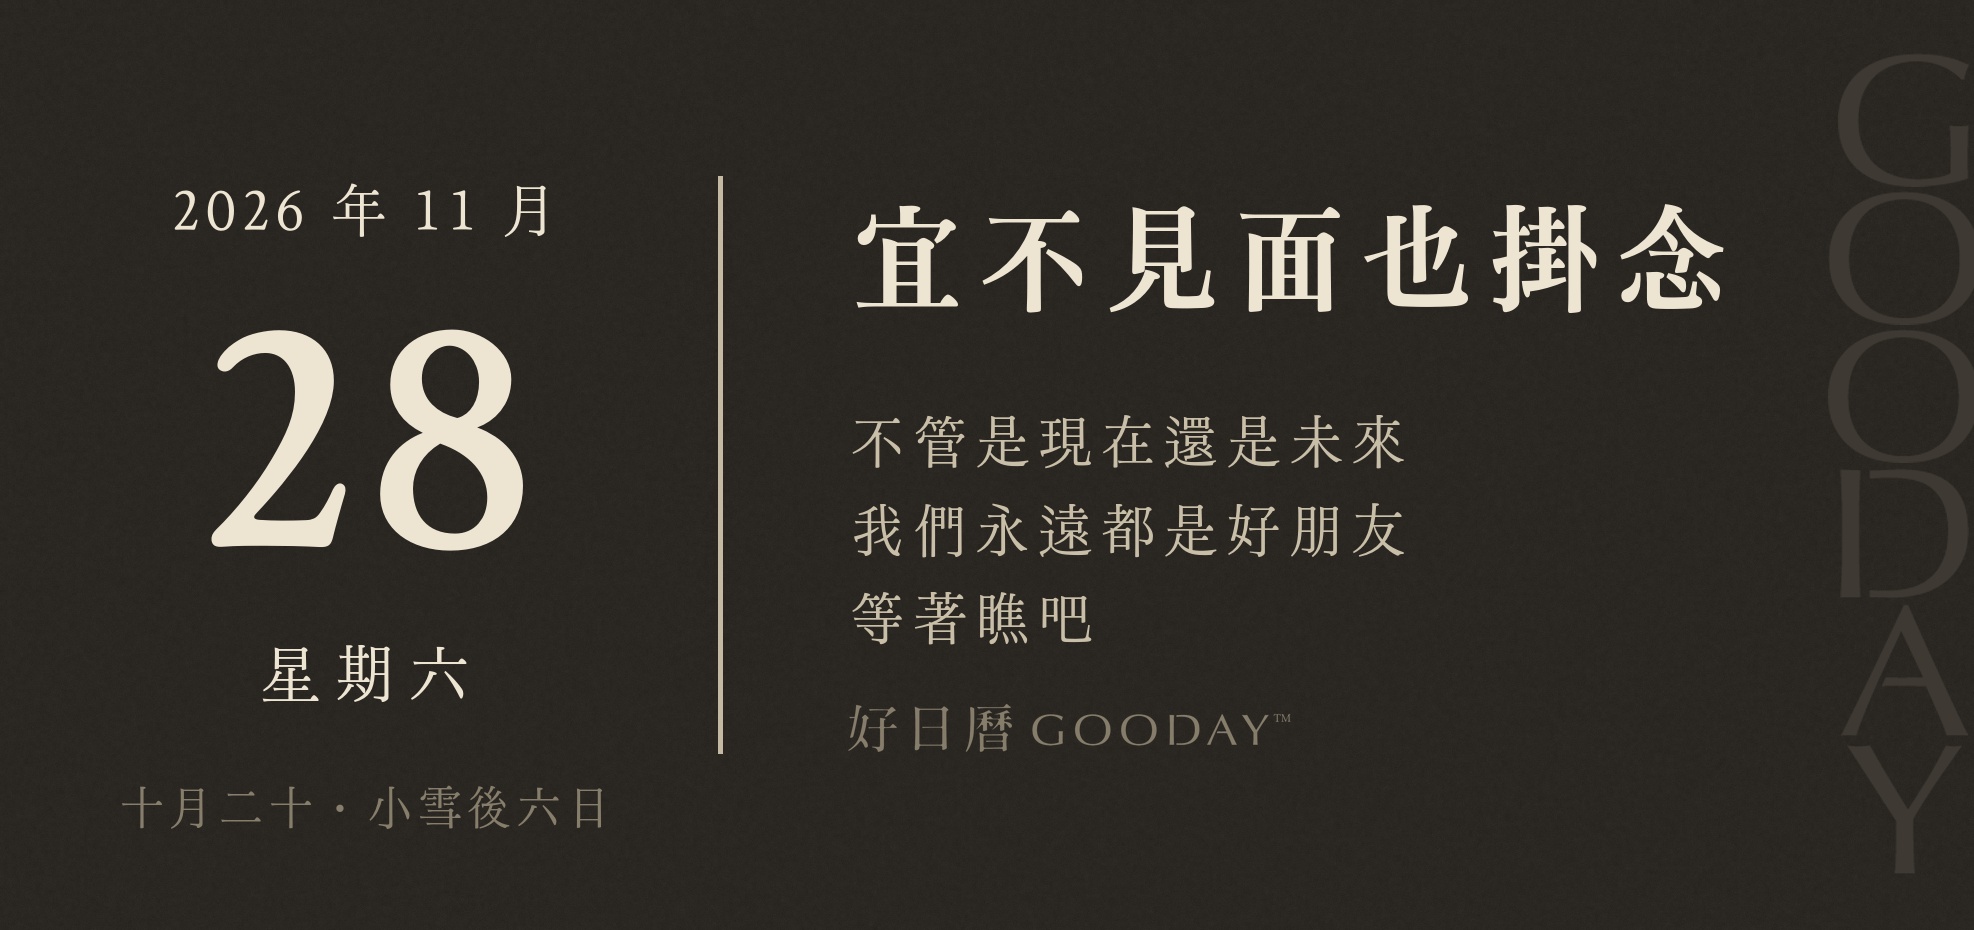 2026 年 11 月
28
星期六
十月二十・小雪後六日
宜不見面也掛念
不管是現在還是未來
我們永遠都是好朋友
等著瞧吧
好日曆 GOODAY™
GOODAY